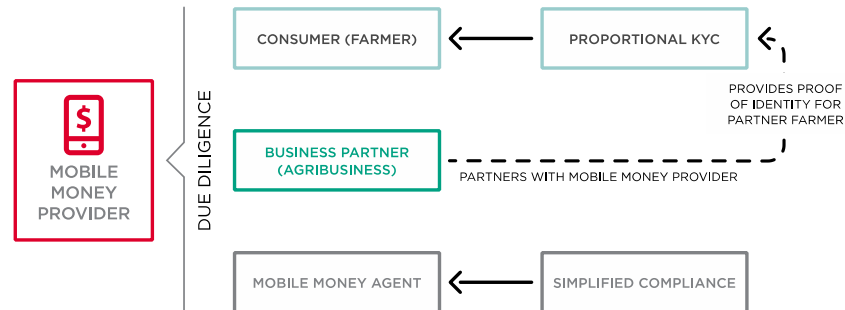 $
MOBILE
MONEY
PROVIDER
DUE DILIGENCE
CONSUMER (FARMER)
PROPORTIONAL KYC
PROVIDES PROOF
OF IDENTITY FOR
PARTNER FARMER
BUSINESS PARTNER
(AGRIBUSINESS)
PARTNERS WITH MOBILE MONEY PROVIDER
MOBILE MONEY AGENT
SIMPLIFIED COMPLIANCE